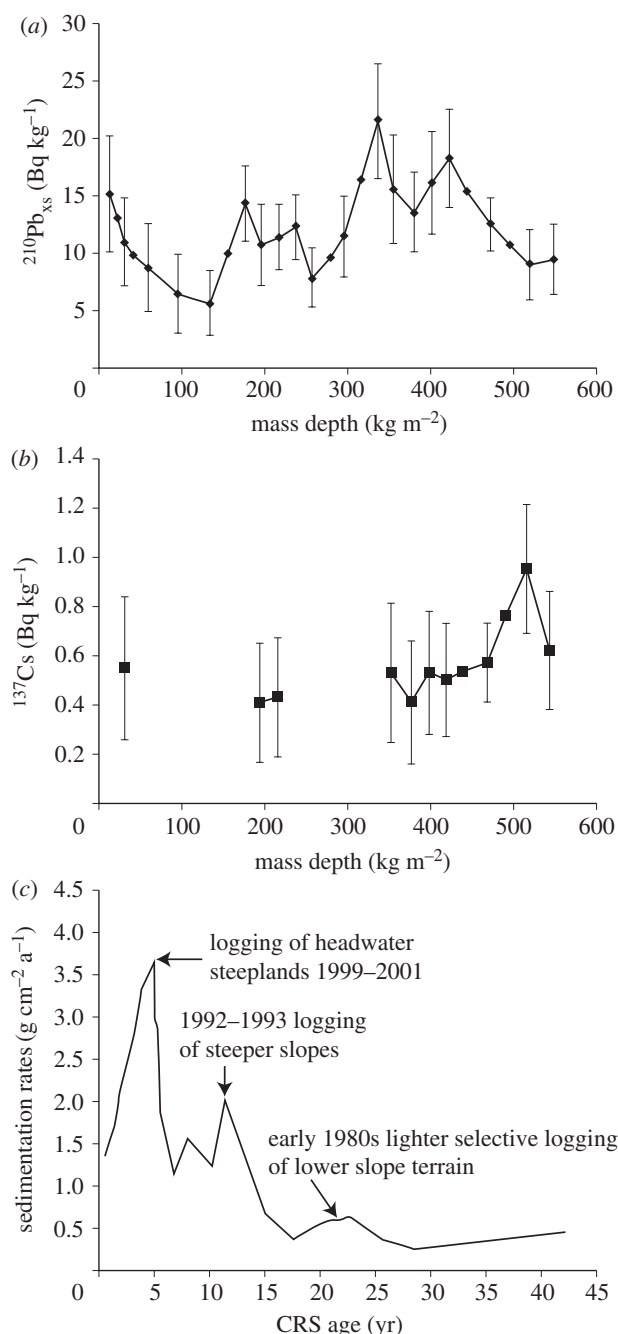 (a)
30
25
20
15
10
5
0
100 200 300 400 500 600
²¹⁰Pbxs (Bq kg⁻¹)
mass depth (kg m⁻²)
(b)
1.4
1.2
1.0
0.8
0.6
0.4
0.2
0
100 200 300 400 500 600
¹³⁷Cs (Bq kg⁻¹)
mass depth (kg m⁻²)
(c)
4.5
4.0
3.5
3.0
2.5
2.0
1.5
1.0
0.5
0
5 10 15 20 25 30 35 40 45
sedimentation rates (g cm⁻² a⁻¹)
logging of headwater
steeplands 1999–2001
1992–1993 logging
of steeper slopes
early 1980s lighter selective logging
of lower slope terrain
CRS age (yr)